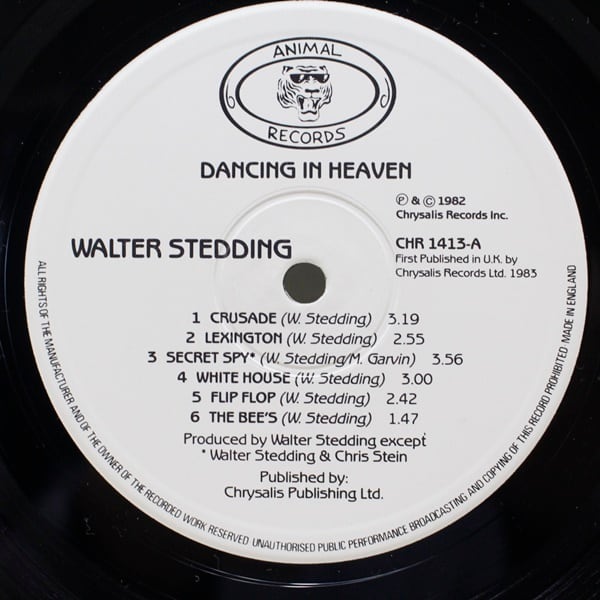 ANIMAL
RECORDS
DANCING IN HEAVEN
℗ & © 1982
Chrysalis Records Inc.
WALTER STEDDING
CHR 1413-A
First Published in U.K. by
Chrysalis Records Ltd. 1983
1 CRUSADE (W. Stedding) 3.19
2 LEXINGTON (W. Stedding) 2.55
3 SECRET SPY* (W. Stedding/M. Garvin) 3.56
4 WHITE HOUSE (W. Stedding) 3.00
5 FLIP FLOP (W. Stedding) 2.42
6 THE BEE'S (W. Stedding) 1.47
Produced by Walter Stedding except
* Walter Stedding & Chris Stein
Published by:
Chrysalis Publishing Ltd.
ALL RIGHTS OF THE MANUFACTURER AND OF THE OWNER OF THE RECORDED WORK RESERVED UNAUTHORISED PUBLIC PERFORMANCE BROADCASTING AND COPYING OF THIS RECORD PROHIBITED MADE IN ENGLAND